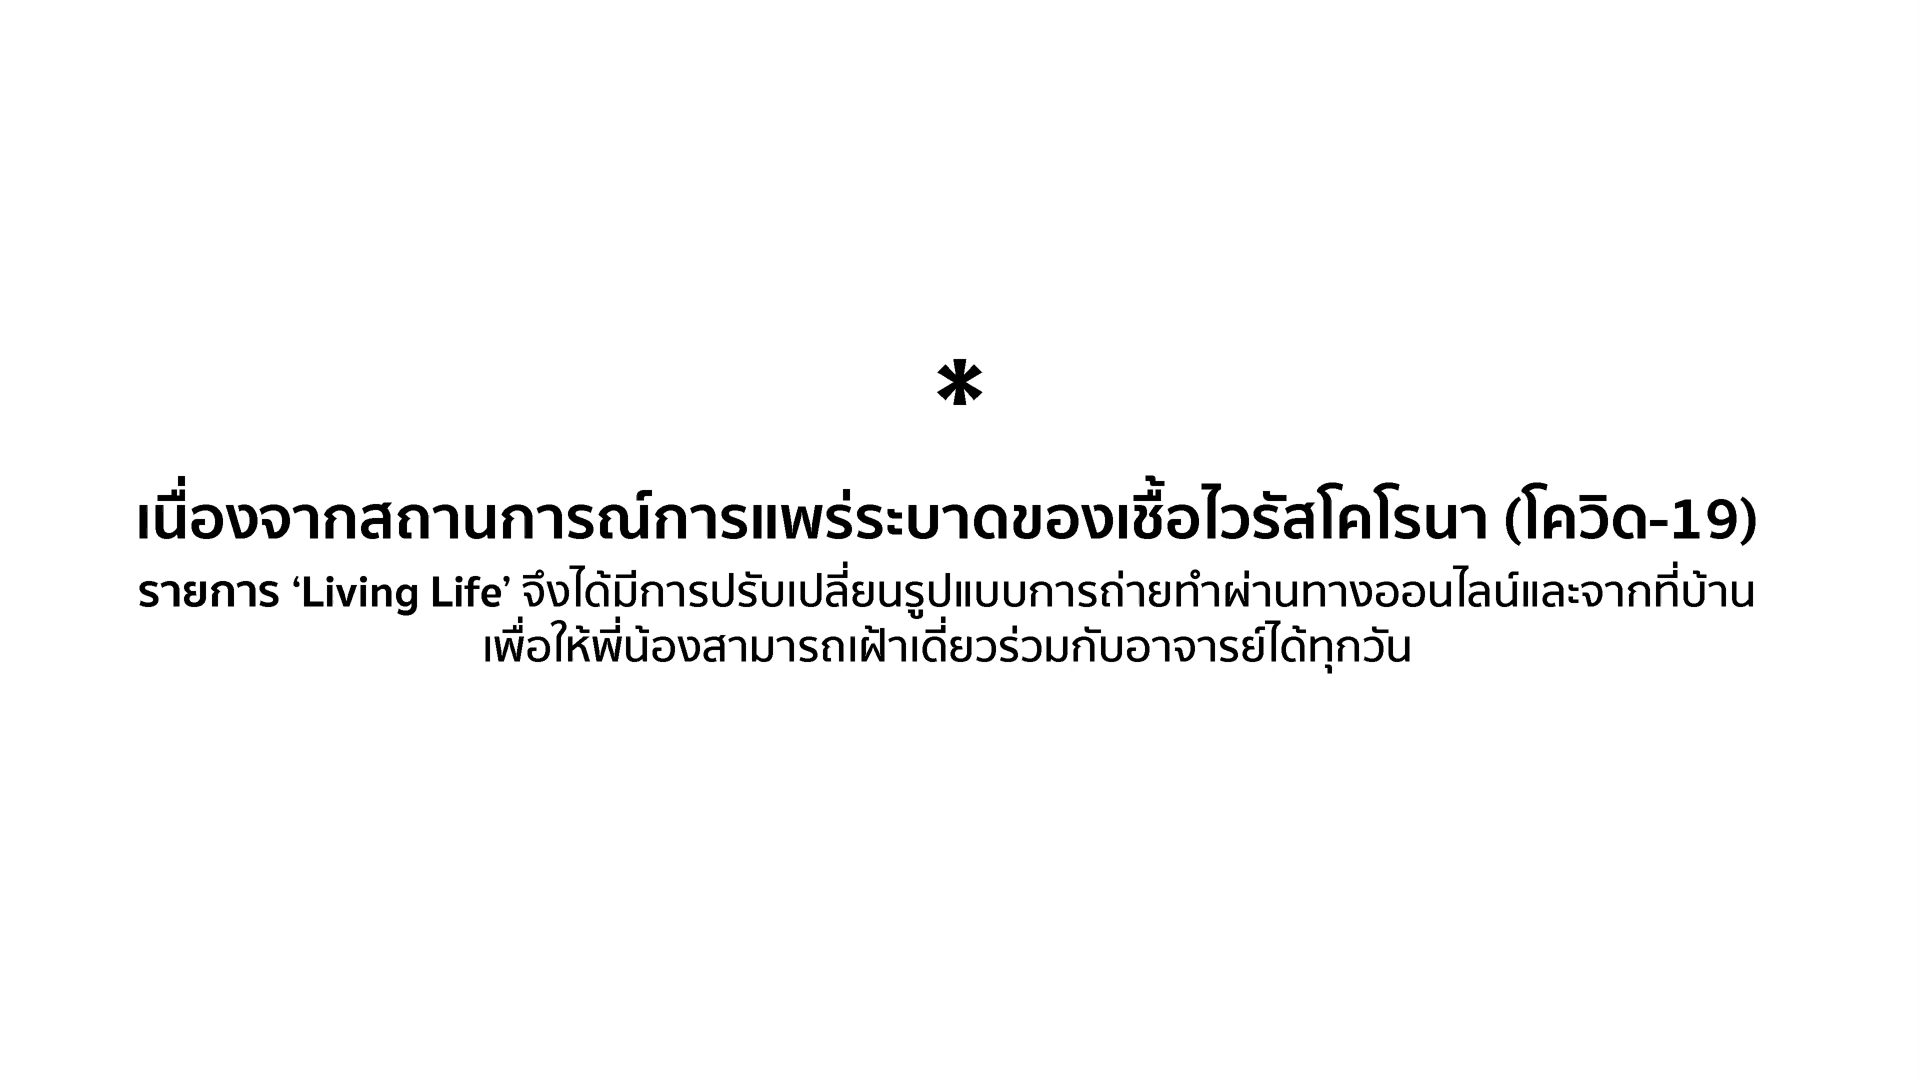 *
เนื่องจากสถานการณ์การแพร่ระบาดของเชื้อไวรัสโคโรนา (โควิด-19)
รายการ ‘Living Life’ จึงได้มีการปรับเปลี่ยนรูปแบบการถ่ายทำผ่านทางออนไลน์และจากที่บ้าน
เพื่อให้พี่น้องสามารถเฝ้าเดี่ยวร่วมกับอาจารย์ได้ทุกวัน